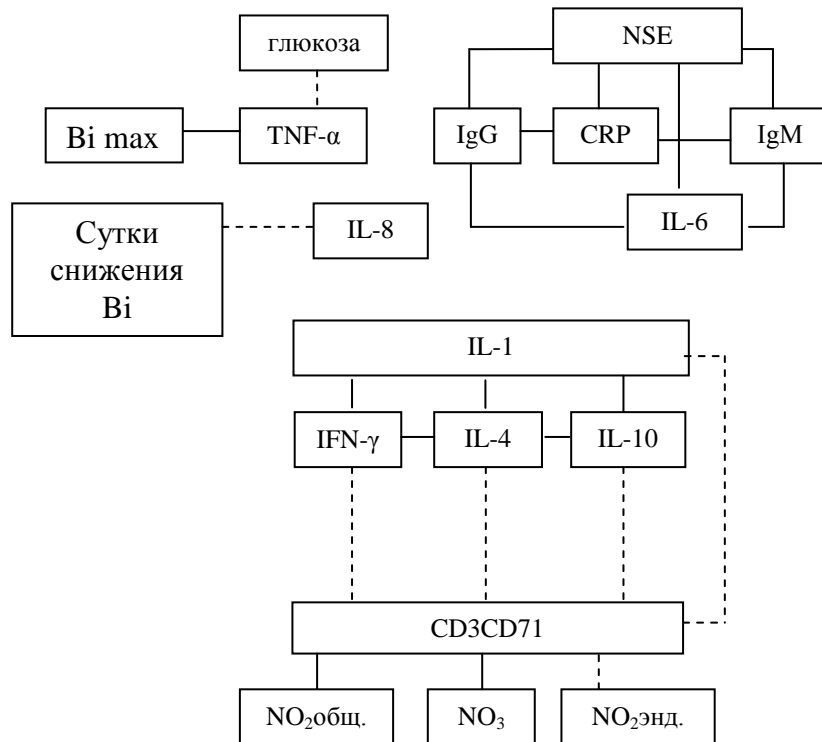 глюкоза
NSE
Bi max
TNF-α
IgG
CRP
IgM
Сутки
снижения
Bi
IL-8
IL-6
IL-1
IFN-γ
IL-4
IL-10
CD3CD71
NO₂общ.
NO₃
NO₂энд.